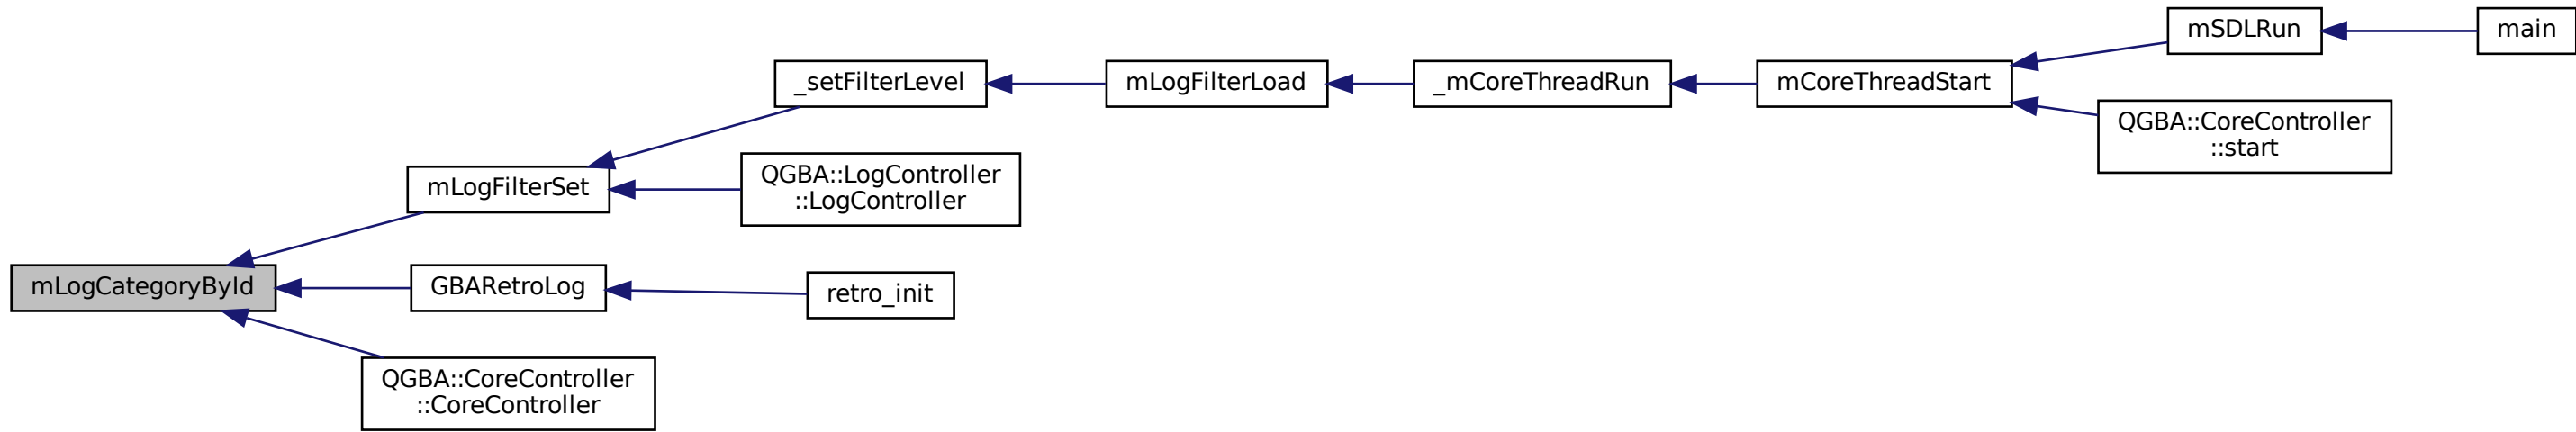 mSDLRun
main
_setFilterLevel
mLogFilterLoad
_mCoreThreadRun
mCoreThreadStart
QGBA::CoreController
::start
mLogFilterSet
QGBA::LogController
::LogController
mLogCategoryById
GBARetroLog
retro_init
QGBA::CoreController
::CoreController